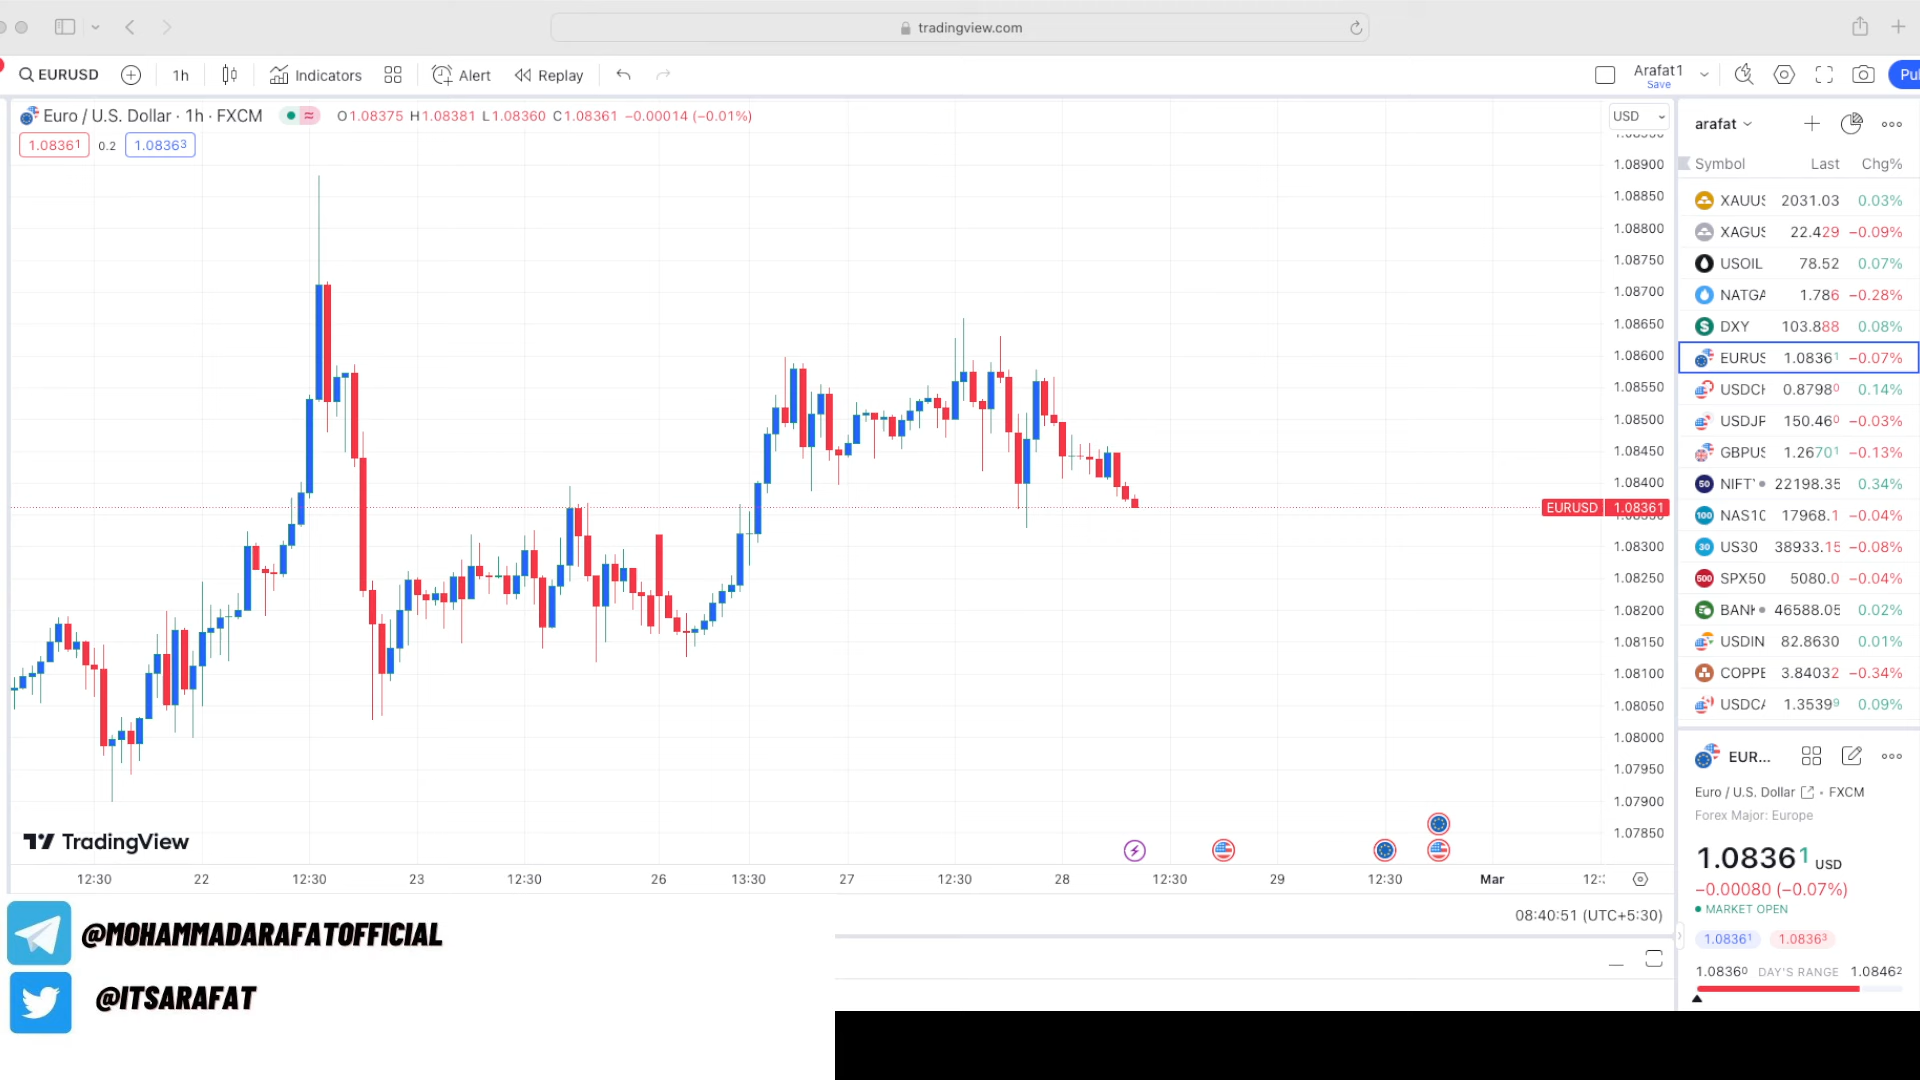 tradingview.com
EURUSD
1h
Indicators
Alert
Replay
Arafat1
Save
Pul
Euro / U.S. Dollar · 1h · FXCM
O1.08375 H1.08381 L1.08360 C1.08361 −0.00014 (−0.01%)
1.08361 0.2 1.08363
USD
1.08900
1.08850
1.08800
1.08750
1.08700
1.08650
1.08600
1.08550
1.08500
1.08450
1.08400
EURUSD 1.08361
1.08300
1.08250
1.08200
1.08150
1.08100
1.08050
1.08000
1.07950
1.07900
1.07850
TradingView
12:30 22 12:30 23 12:30 26 13:30 27 12:30 28 12:30 29 12:30 Mar
08:40:51 (UTC+5:30)
@MOHAMMADARAFATOFFICIAL
@ITSARAFAT
arafat
Symbol Last Chg%
XAUUS 2031.03 0.03%
XAGUS 22.429 −0.09%
USOIL 78.52 0.07%
NATGA 1.786 −0.28%
DXY 103.888 0.08%
EURUS 1.08361 −0.07%
USDCH 0.87980 0.14%
USDJP 150.460 −0.03%
GBPUS 1.26701 −0.13%
50 NIFTY 22198.35 0.34%
100 NAS10 17968.1 −0.04%
30 US30 38933.15 −0.08%
500 SPX50 5080.0 −0.04%
BANK 46588.05 0.02%
USDIN 82.8630 0.01%
COPPE 3.84032 −0.34%
USDCA 1.35399 0.09%
EUR...
Euro / U.S. Dollar • FXCM
Forex Major: Europe
1.08361 USD
−0.00080 (−0.07%)
MARKET OPEN
1.08361 1.08363
1.08360 DAY'S RANGE 1.08462